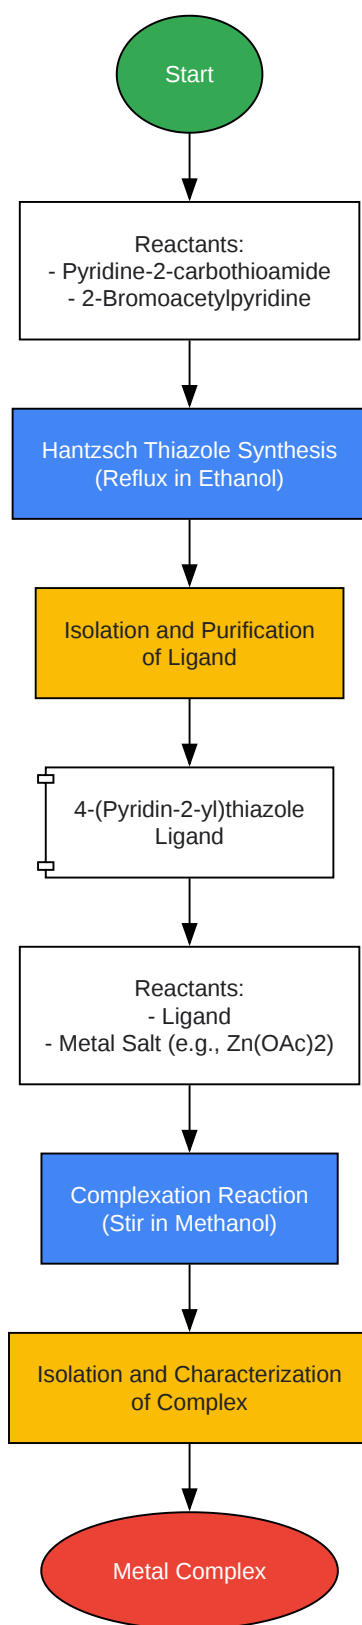 Start
Reactants:
- Pyridine-2-carbothioamide
- 2-Bromoacetylpyridine
Hantzsch Thiazole Synthesis
(Reflux in Ethanol)
Isolation and Purification
of Ligand
4-(Pyridin-2-yl)thiazole
Ligand
Reactants:
- Ligand
- Metal Salt (e.g., Zn(OAc)2)
Complexation Reaction
(Stir in Methanol)
Isolation and Characterization
of Complex
Metal Complex